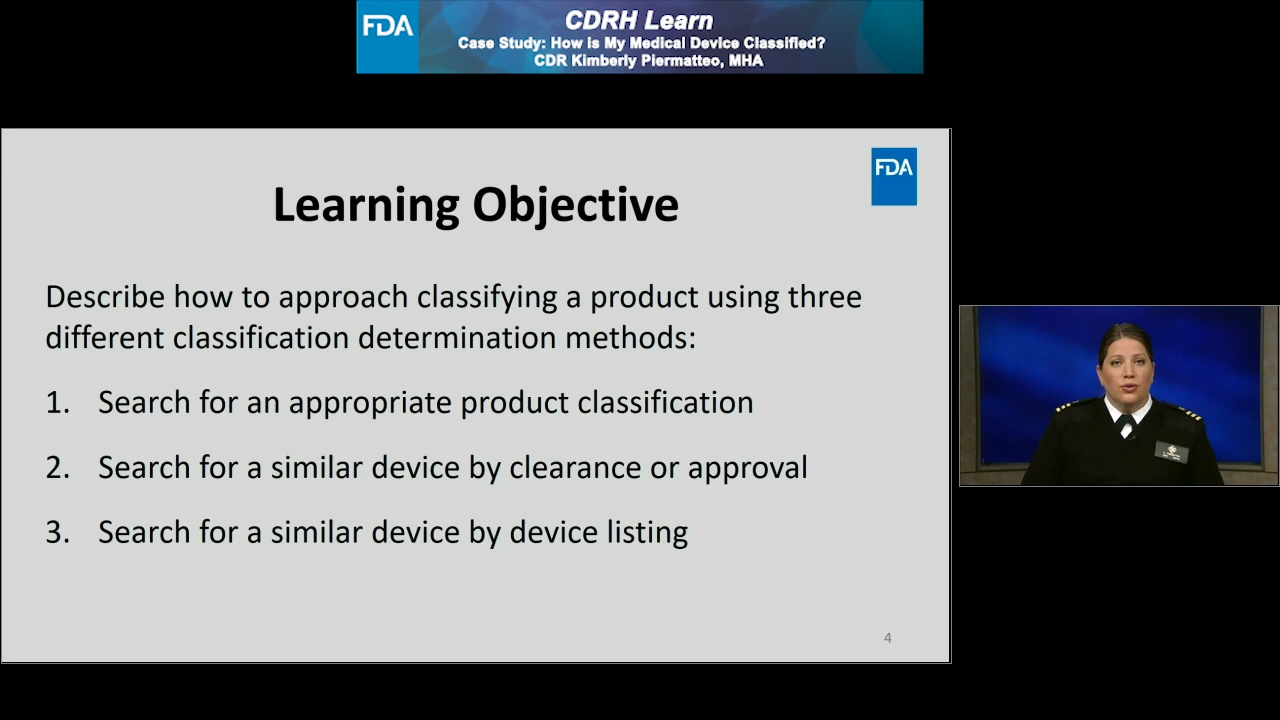 FDA
CDRH Learn
Case Study: How Is My Medical Device Classified?
CDR Kimberly Piermatteo, MHA
FDA
Learning Objective
Describe how to approach classifying a product using three
different classification determination methods:
1. Search for an appropriate product classification
2. Search for a similar device by clearance or approval
3. Search for a similar device by device listing
4